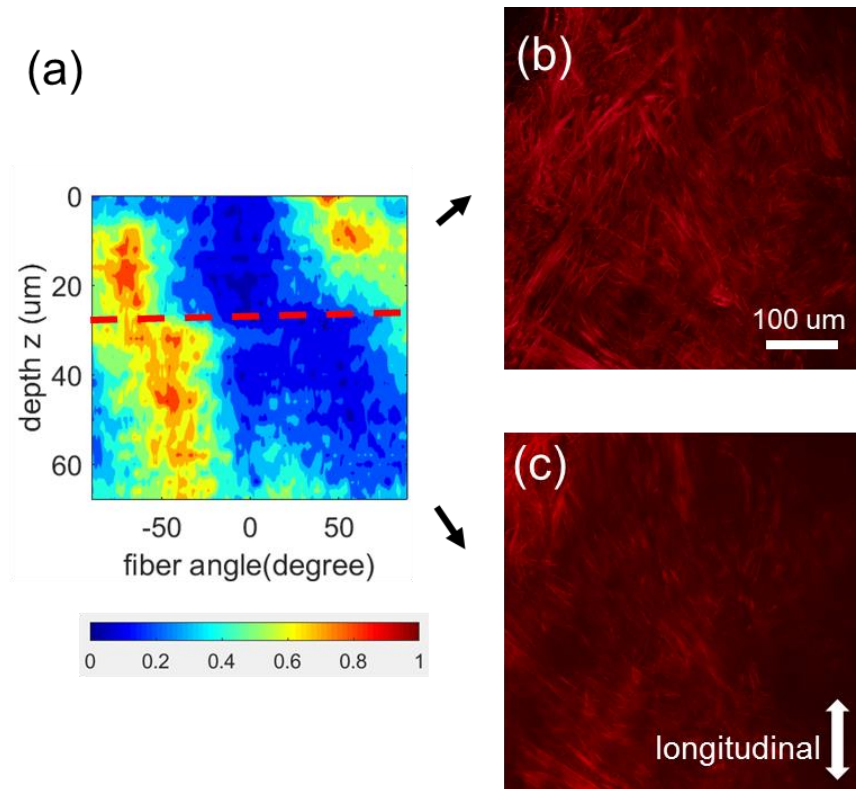 (a)
0
20
40
60
depth z (um)
-50 0 50
fiber angle(degree)
0 0.2 0.4 0.6 0.8 1
(b)
100 um
(c)
longitudinal